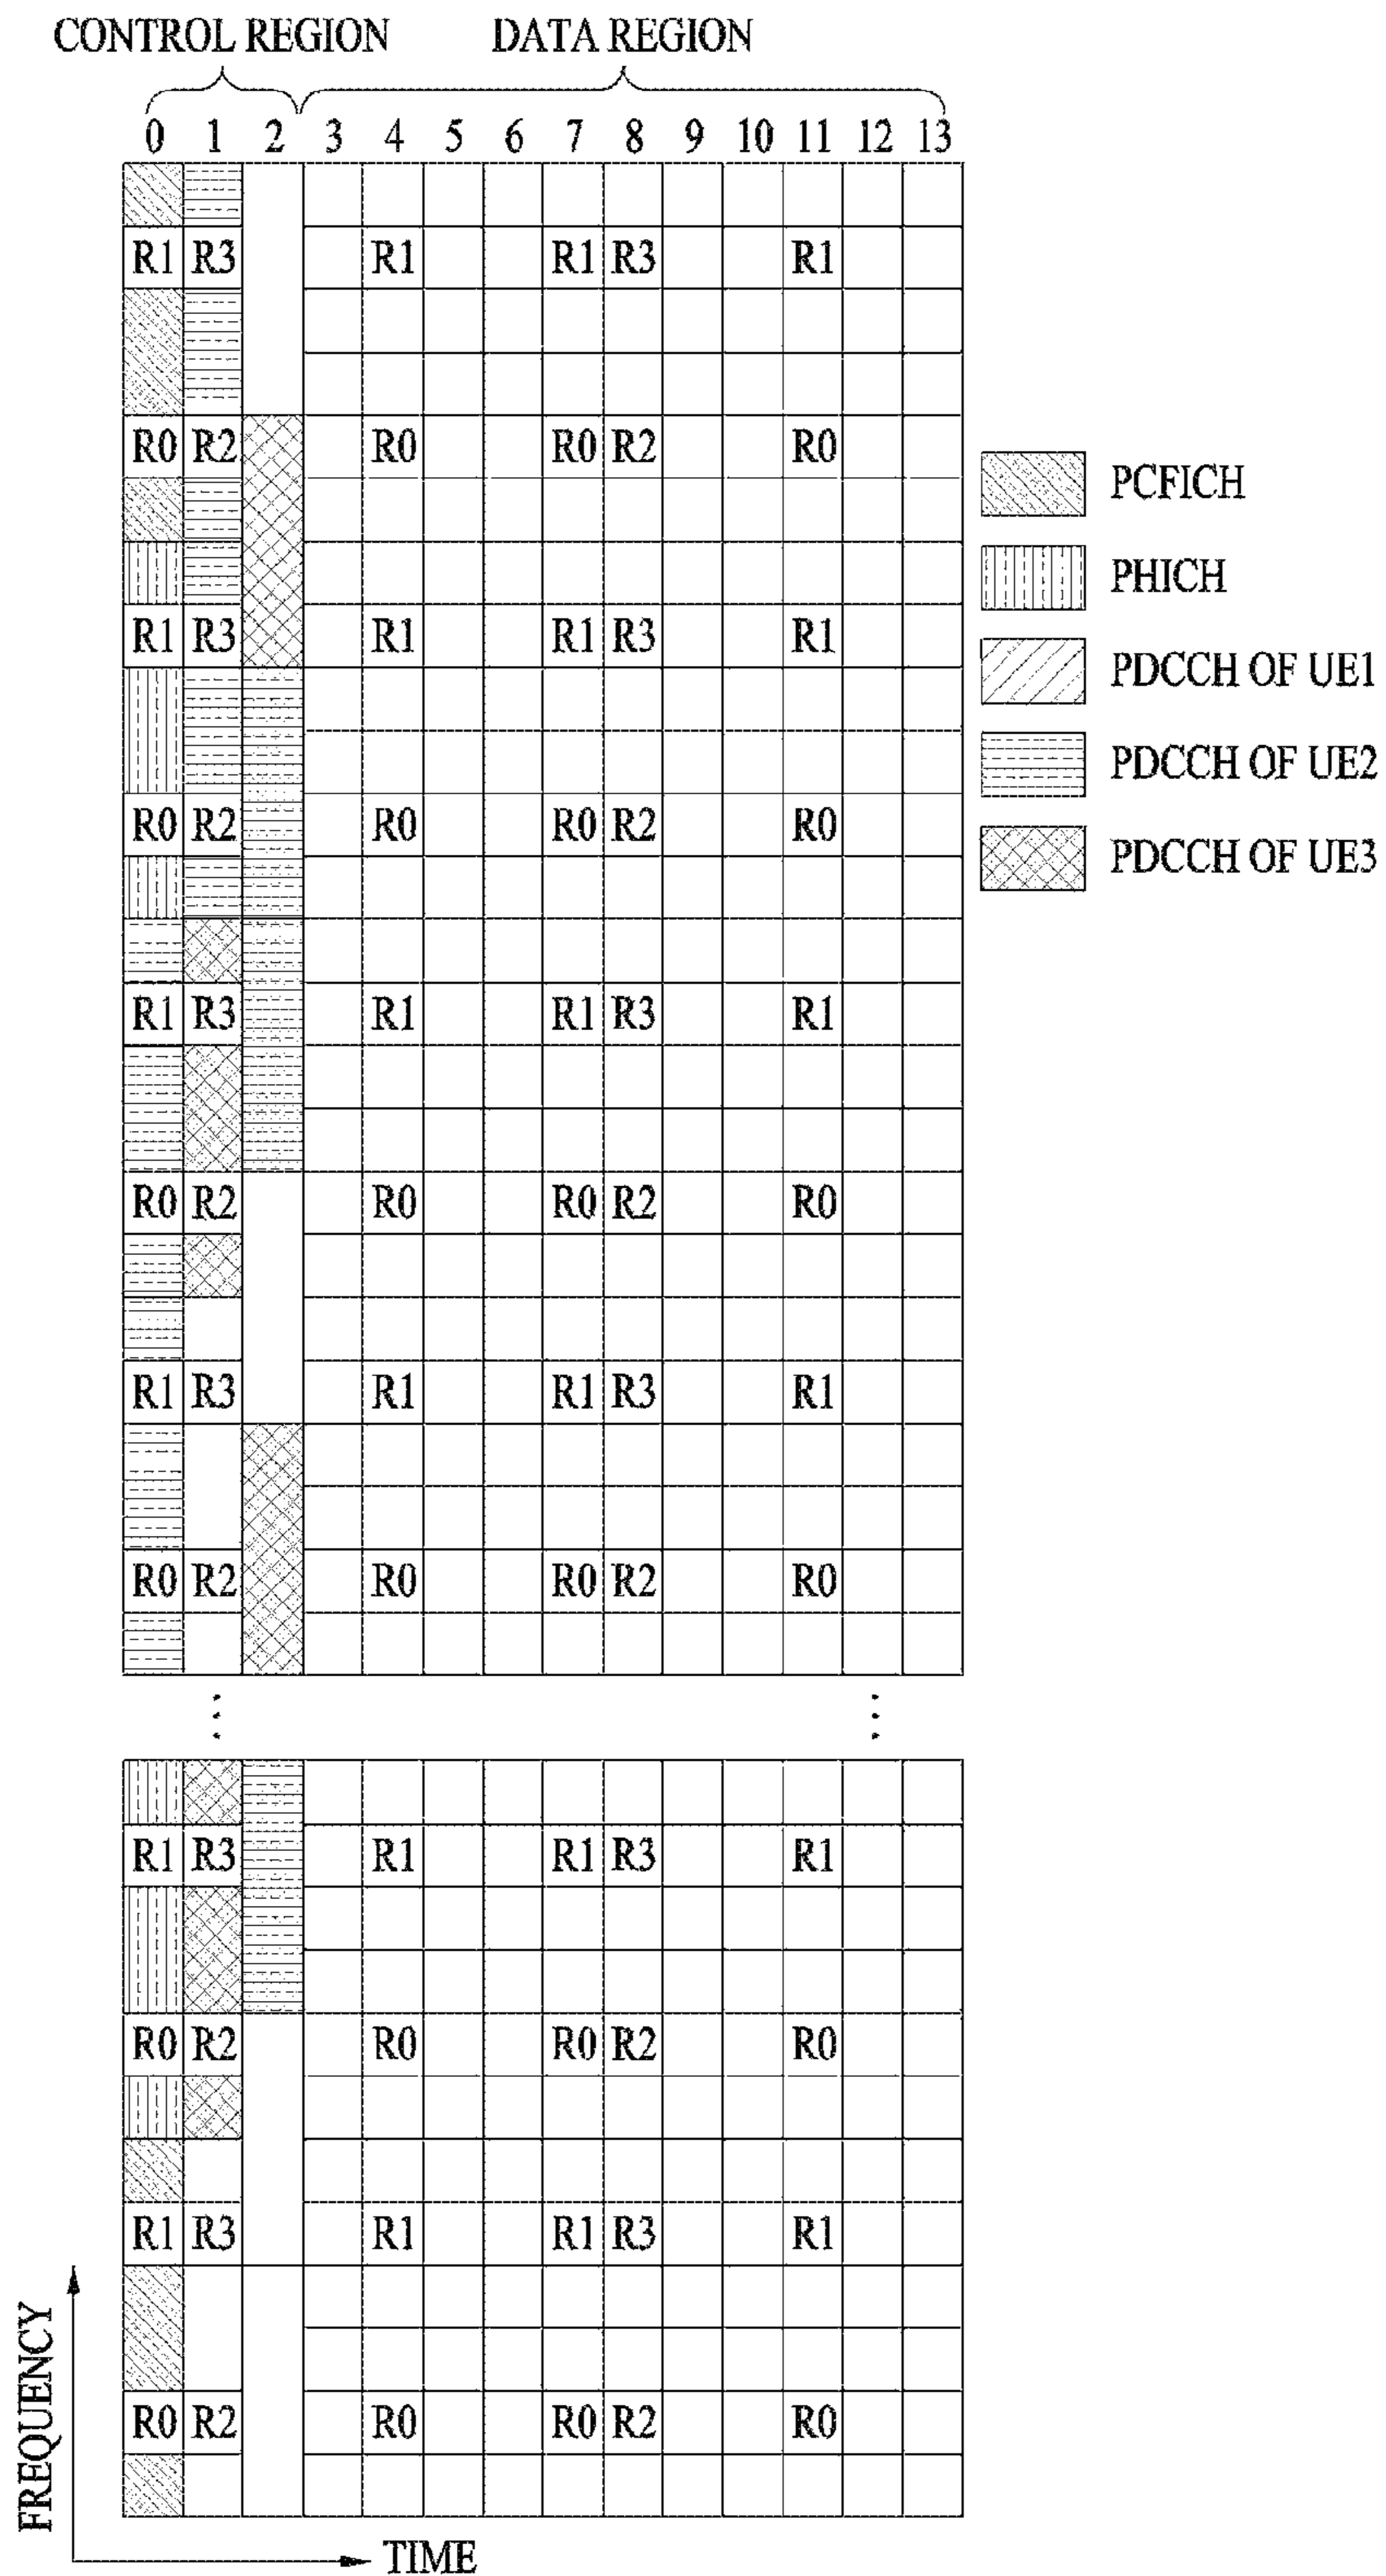 CONTROL REGION DATA REGION
0 1 2 3 4 5 6 7 8 9 10 11 12 13
R1 R3 R1 R1 R3 R1
R0 R2 R0 R0 R2 R0
PCFICH
PHICH
R1 R3 R1 R1 R3 R1
PDCCH OF UE1
PDCCH OF UE2
R0 R2 R0 R0 R2 R0
PDCCH OF UE3
R1 R3 R1 R1 R3 R1
R0 R2 R0 R0 R2 R0
R1 R3 R1 R1 R3 R1
R0 R2 R0 R0 R2 R0
R1 R3 R1 R1 R3 R1
R0 R2 R0 R0 R2 R0
R1 R3 R1 R1 R3 R1
R0 R2 R0 R0 R2 R0
FREQUENCY
TIME